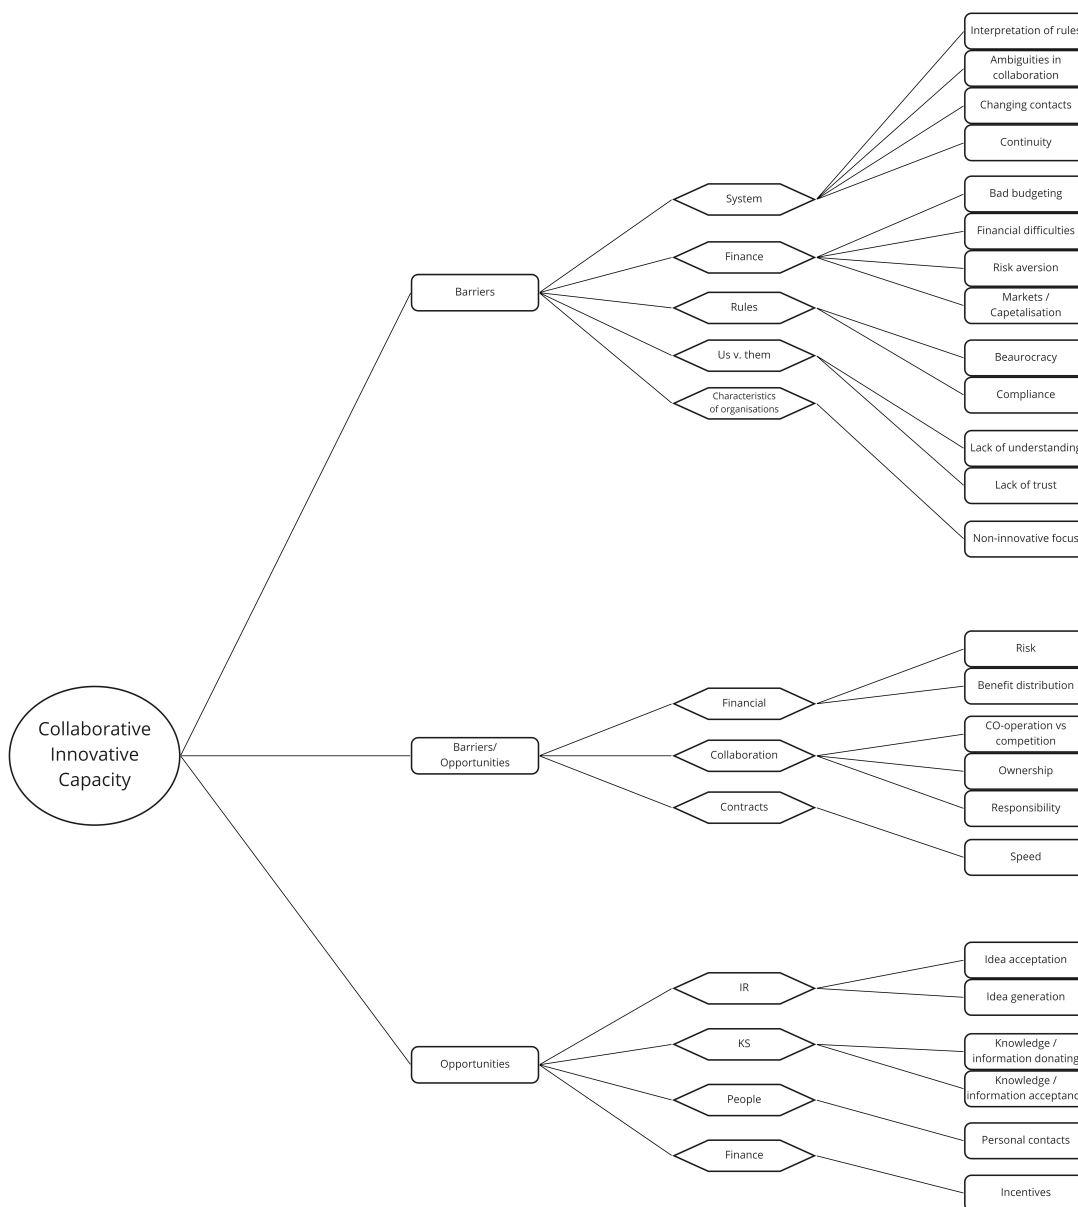 Interpretation of rules
Ambiguities in
collaboration
Changing contacts
Continuity
System
Bad budgeting
Financial difficulties
Finance
Risk aversion
Markets /
Capetalisation
Barriers
Rules
Us v. them
Beaurocracy
Characteristics
of organisations
Compliance
Lack of understanding
Lack of trust
Non-innovative focus
Risk
Benefit distribution
Financial
CO-operation vs
competition
Collaborative
Innovative
Capacity
Barriers/
Opportunities
Collaboration
Ownership
Contracts
Responsibility
Speed
Idea acceptation
IR
Idea generation
KS
Knowledge /
information donating
Opportunities
Knowledge /
information acceptance
People
Personal contacts
Finance
Incentives